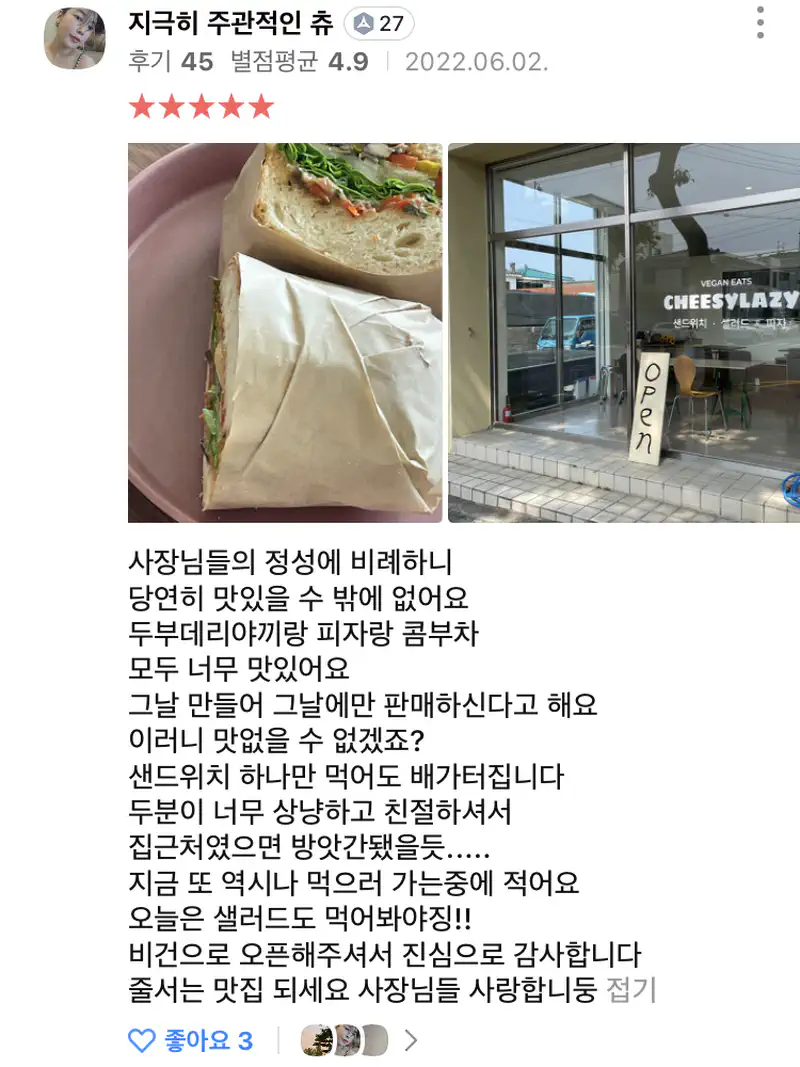 지극히 주관적인 츄 27
후기 45 별점평균 4.9 2022.06.02.
VEGAN EATS
CHEESYLAZY
샌드위치 · 샐러드 · 피자
OPen
사장님들의 정성에 비례하니
당연히 맛있을 수 밖에 없어요
두부데리야끼랑 피자랑 콤부차
모두 너무 맛있어요
그날 만들어 그날에만 판매하신다고 해요
이러니 맛없을 수 없겠죠?
샌드위치 하나만 먹어도 배가터집니다
두분이 너무 상냥하고 친절하셔서
집근처였으면 방앗간됐을듯.....
지금 또 역시나 먹으러 가는중에 적어요
오늘은 샐러드도 먹어봐야징!!
비건으로 오픈해주셔서 진심으로 감사합니다
줄서는 맛집 되세요 사장님들 사랑합니둥 접기
좋아요 3